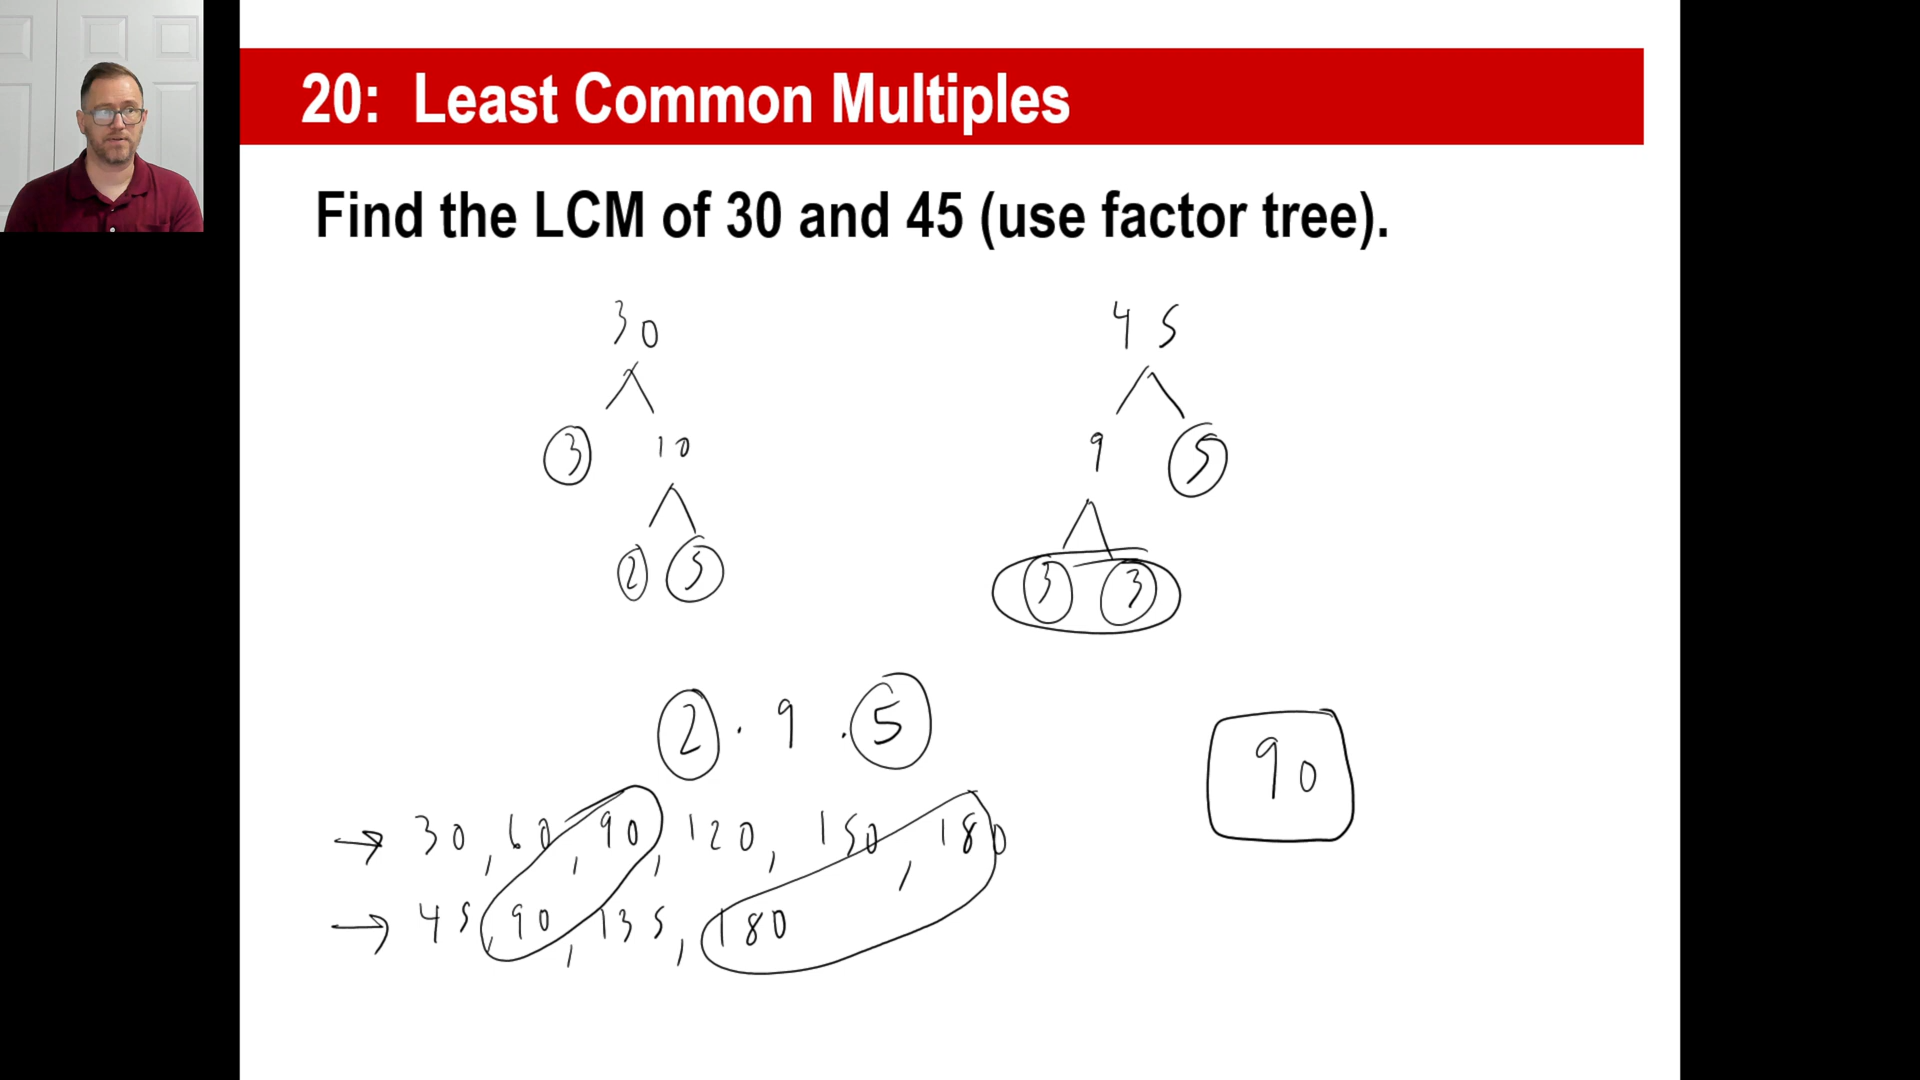 20: Least Common Multiples
Find the LCM of 30 and 45 (use factor tree).
30 45
3 10 9 5
2 5 3 3
2 · 9 · 5
90
→ 30, 60, 90, 120, 150, 180
→ 45, 90, 135, 180